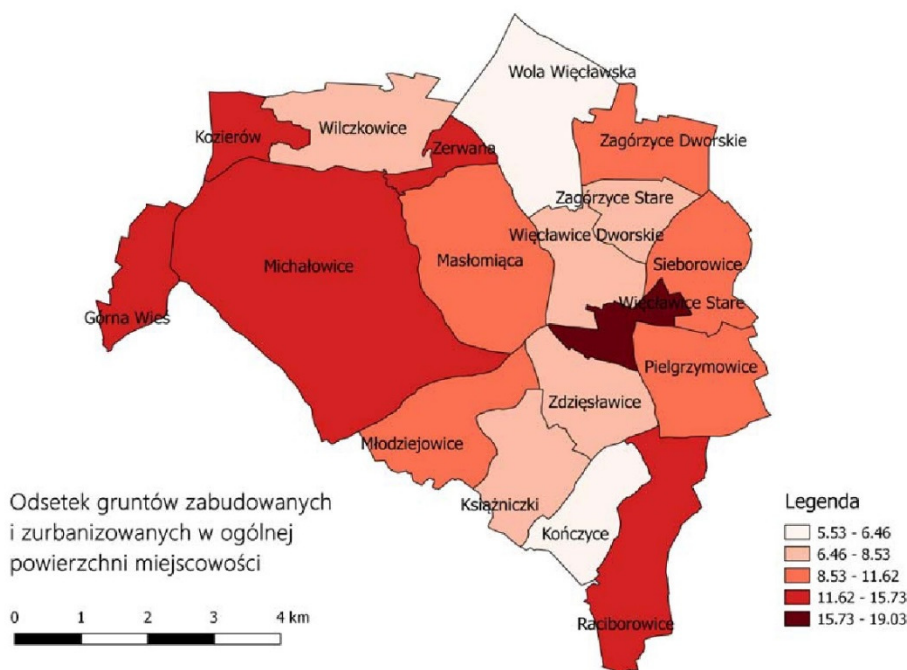 Wola Więcławska
Kozierów
Wilczkowice
Zerwana
Zagórzyce Dworskie
Zagórzyce Stare
Więcławice Dworskie
Michałowice
Masłomiąca
Sieborowice
Górna Wieś
Więcławice Stare
Pielgrzymowice
Zdzięsławice
Młodziejowice
Książniczki
Kończyce
Raciborowice
Odsetek gruntów zabudowanych
i zurbanizowanych w ogólnej
powierzchni miejscowości
0 1 2 3 4 km
Legenda
5.53 - 6.46
6.46 - 8.53
8.53 - 11.62
11.62 - 15.73
15.73 - 19.03